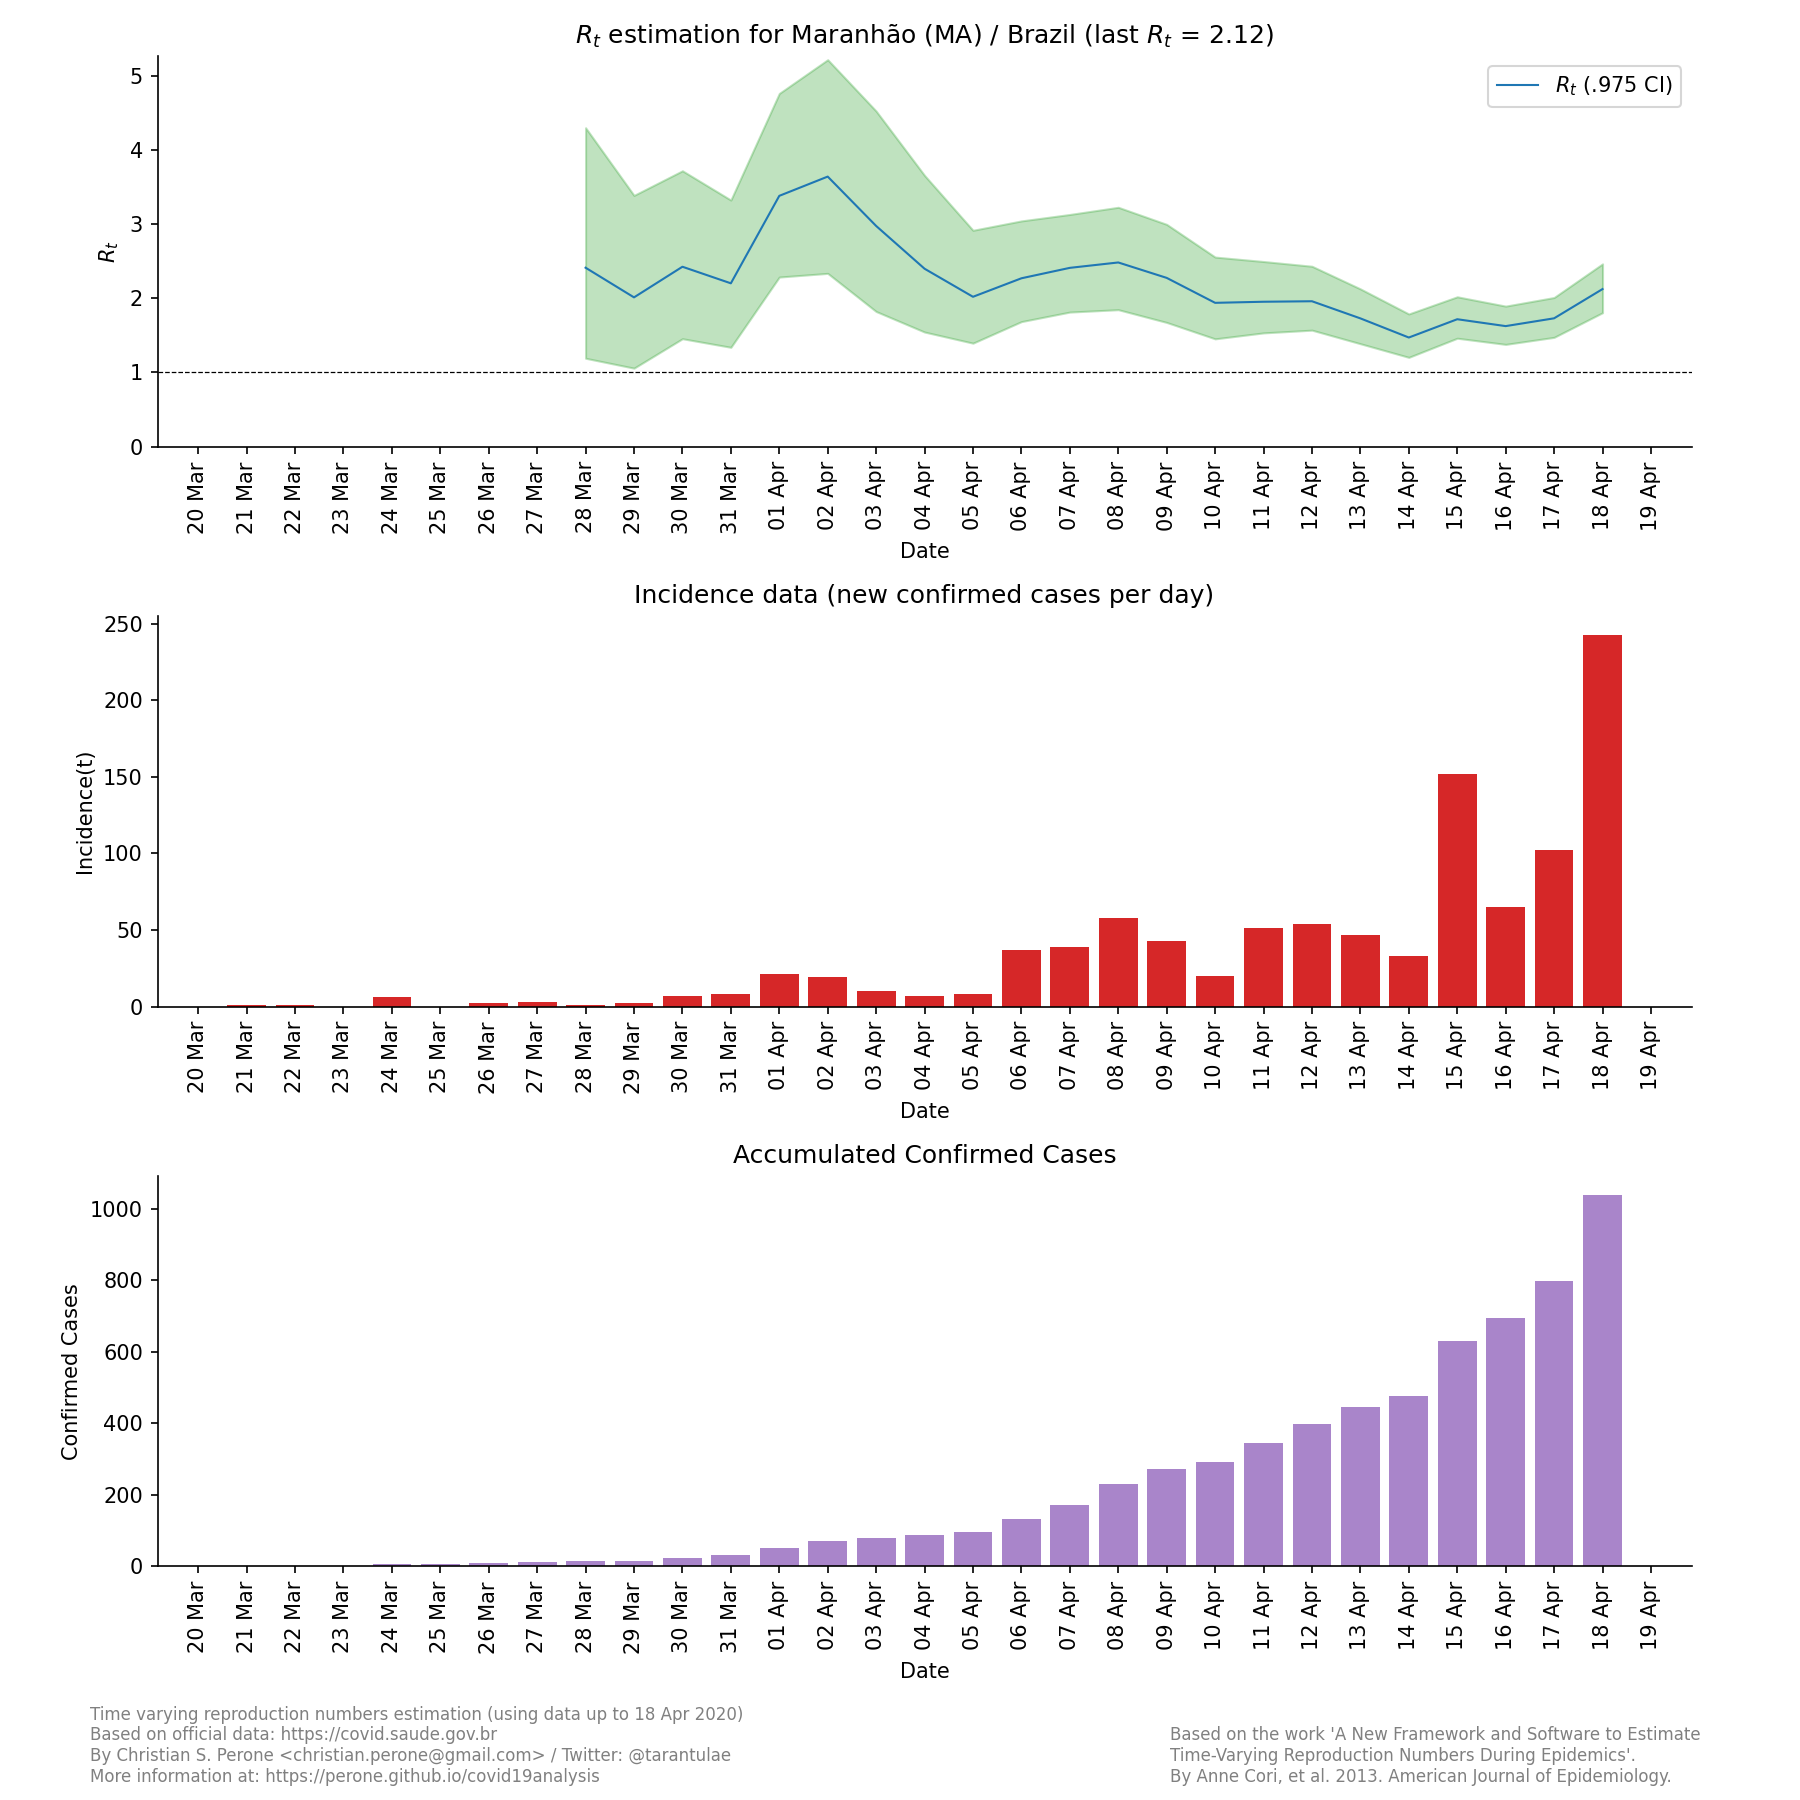 Rt estimation for Maranhão (MA) / Brazil (last Rt = 2.12)
Rt (.975 CI)
5
4
3
2
1
0
Rt
20 Mar
21 Mar
22 Mar
23 Mar
24 Mar
25 Mar
26 Mar
27 Mar
28 Mar
29 Mar
30 Mar
31 Mar
01 Apr
02 Apr
03 Apr
04 Apr
05 Apr
06 Apr
07 Apr
08 Apr
09 Apr
10 Apr
11 Apr
12 Apr
13 Apr
14 Apr
15 Apr
16 Apr
17 Apr
18 Apr
19 Apr
Date
Incidence data (new confirmed cases per day)
250
200
150
100
50
0
Incidence(t)
20 Mar
21 Mar
22 Mar
23 Mar
24 Mar
25 Mar
26 Mar
27 Mar
28 Mar
29 Mar
30 Mar
31 Mar
01 Apr
02 Apr
03 Apr
04 Apr
05 Apr
06 Apr
07 Apr
08 Apr
09 Apr
10 Apr
11 Apr
12 Apr
13 Apr
14 Apr
15 Apr
16 Apr
17 Apr
18 Apr
19 Apr
Date
Accumulated Confirmed Cases
1000
800
600
400
200
0
Confirmed Cases
20 Mar
21 Mar
22 Mar
23 Mar
24 Mar
25 Mar
26 Mar
27 Mar
28 Mar
29 Mar
30 Mar
31 Mar
01 Apr
02 Apr
03 Apr
04 Apr
05 Apr
06 Apr
07 Apr
08 Apr
09 Apr
10 Apr
11 Apr
12 Apr
13 Apr
14 Apr
15 Apr
16 Apr
17 Apr
18 Apr
19 Apr
Date
Time varying reproduction numbers estimation (using data up to 18 Apr 2020)
Based on official data: https://covid.saude.gov.br
By Christian S. Perone <christian.perone@gmail.com> / Twitter: @tarantulae
More information at: https://perone.github.io/covid19analysis
Based on the work 'A New Framework and Software to Estimate
Time-Varying Reproduction Numbers During Epidemics'.
By Anne Cori, et al. 2013. American Journal of Epidemiology.